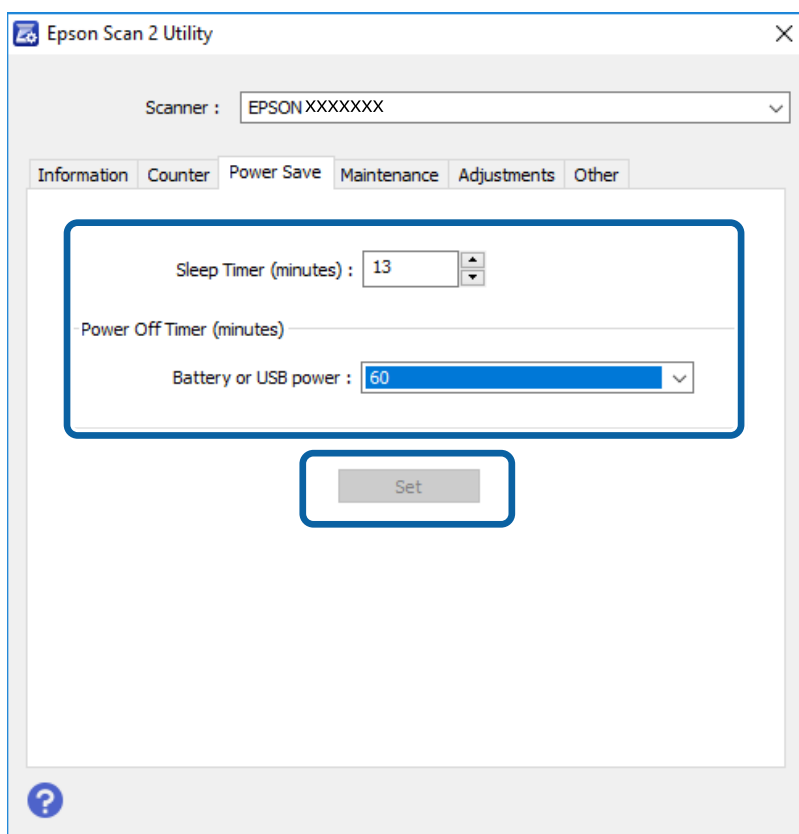 Epson Scan 2 Utility
Scanner : EPSON XXXXXXX
Information Counter Power Save Maintenance Adjustments Other
Sleep Timer (minutes) : 13
Power Off Timer (minutes)
Battery or USB power : 60
Set
?